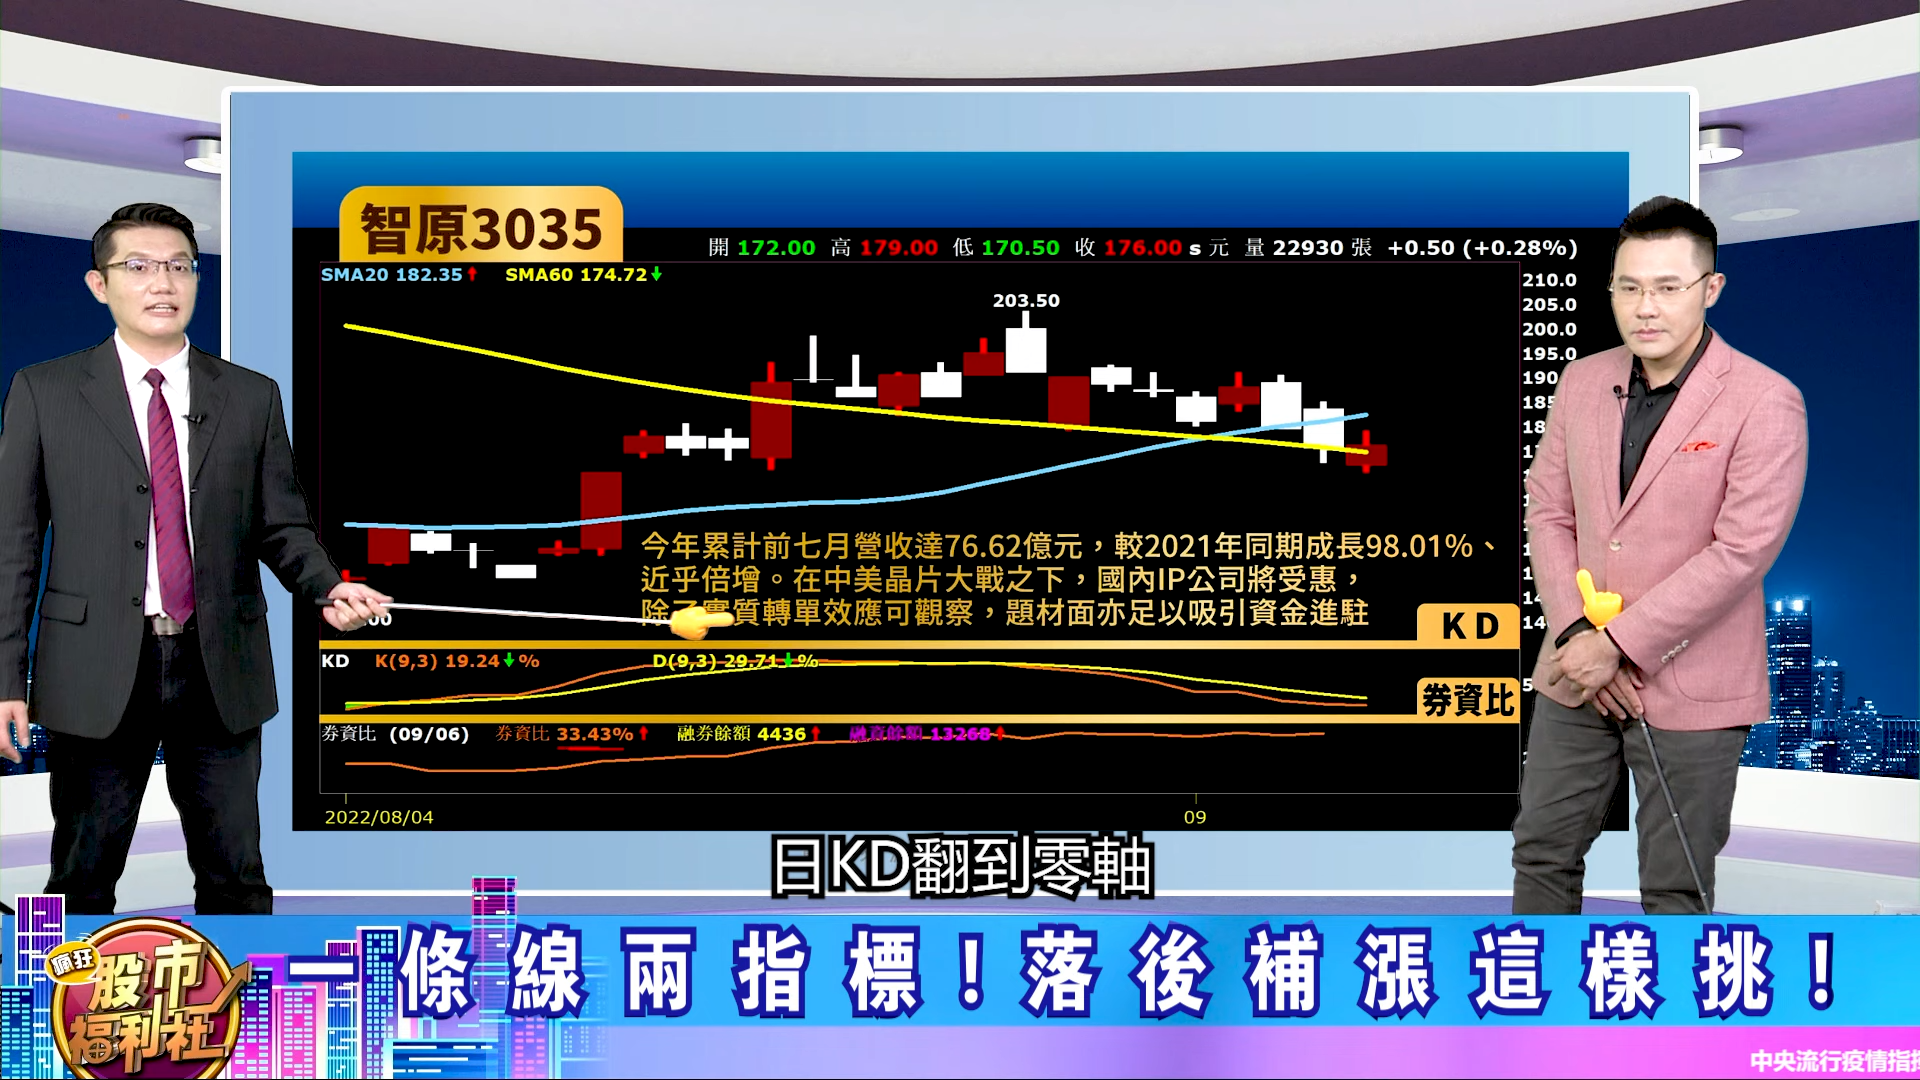 智原3035
開 172.00 高 179.00 低 170.50 收 176.00 s 元 量 22930 張 +0.50 (+0.28%)
SMA20 182.35 SMA60 174.72
210.0
205.0
200.0
195.0
203.50
今年累計前七月營收達76.62億元，較2021年同期成長98.01%、
近乎倍增。在中美晶片大戰之下，國內IP公司將受惠，
除了實質轉單效應可觀察，題材面亦足以吸引資金進駐
KD
KD K(9,3) 19.24 % D(9,3) 29.71 %
券資比
券資比 (09/06) 券資比 33.43% 融券餘額 4436 融資餘額 13268
2022/08/04 09
日KD翻到零軸
一條線兩指標！落後補漲這樣挑！
瘋狂
股市
福利社
中央流行疫情指